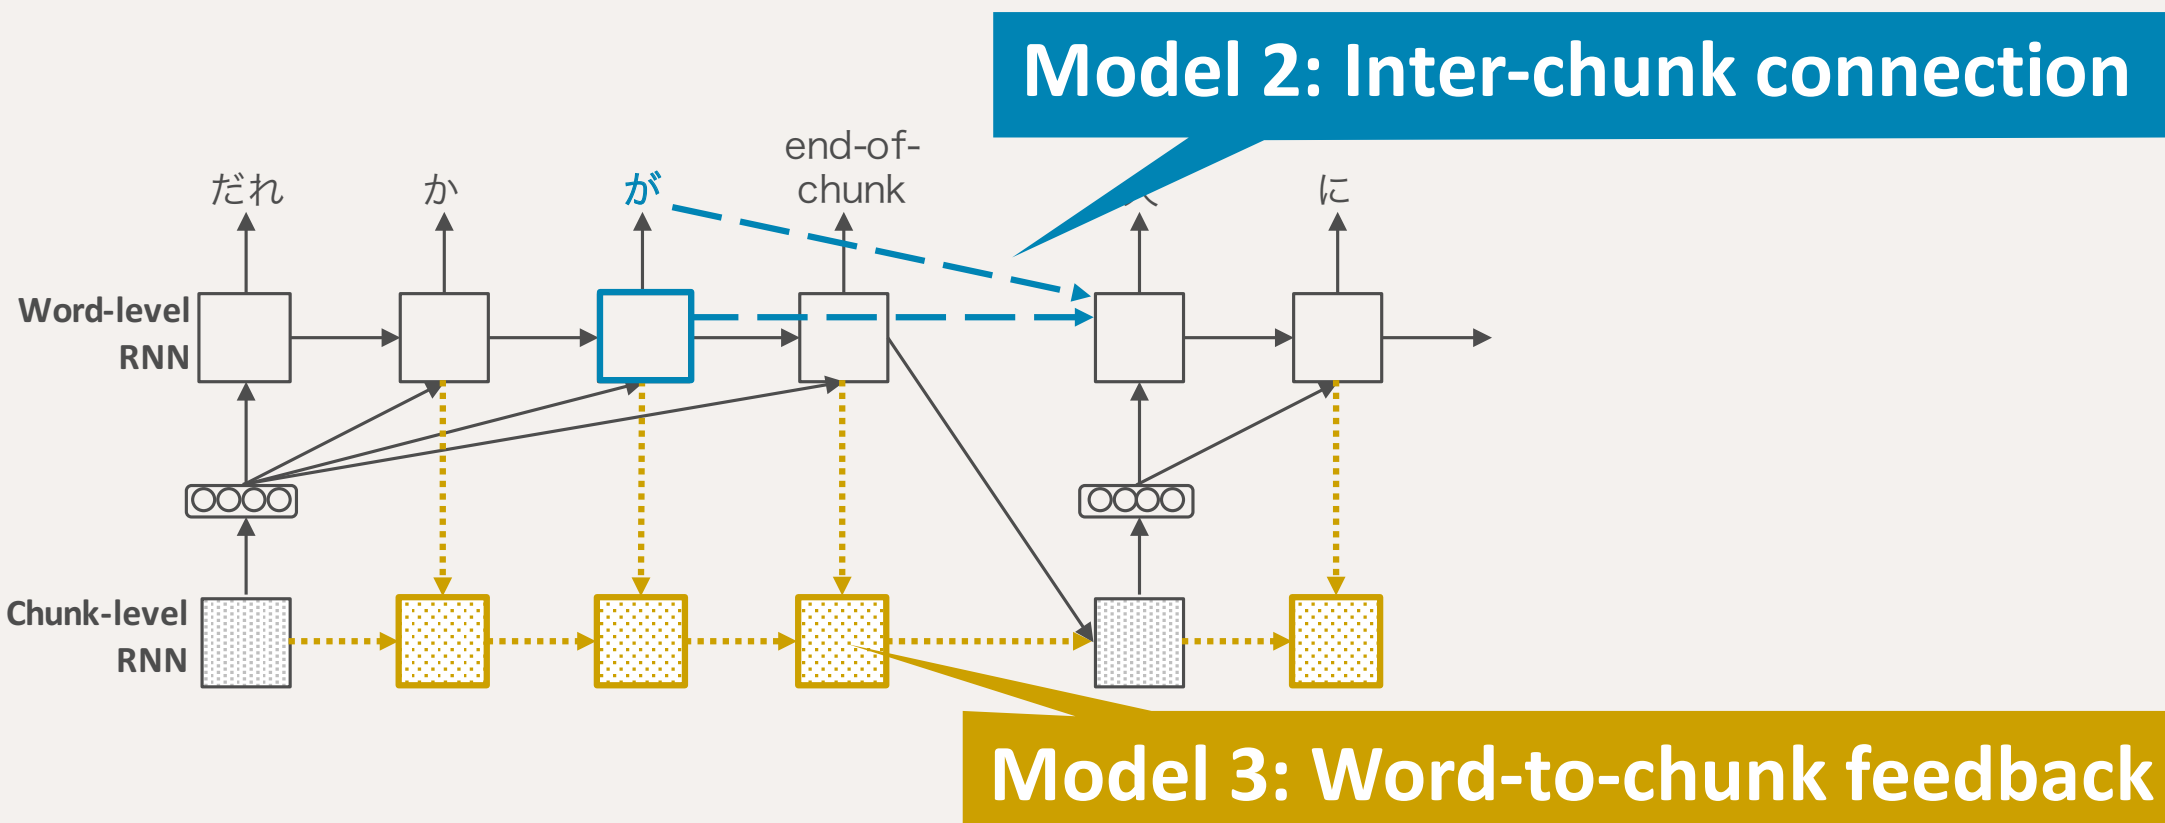 Model 2: Inter-chunk connection
end-of-
chunk
だれ
か
が
に
Word-level
RNN
Chunk-level
RNN
Model 3: Word-to-chunk feedback